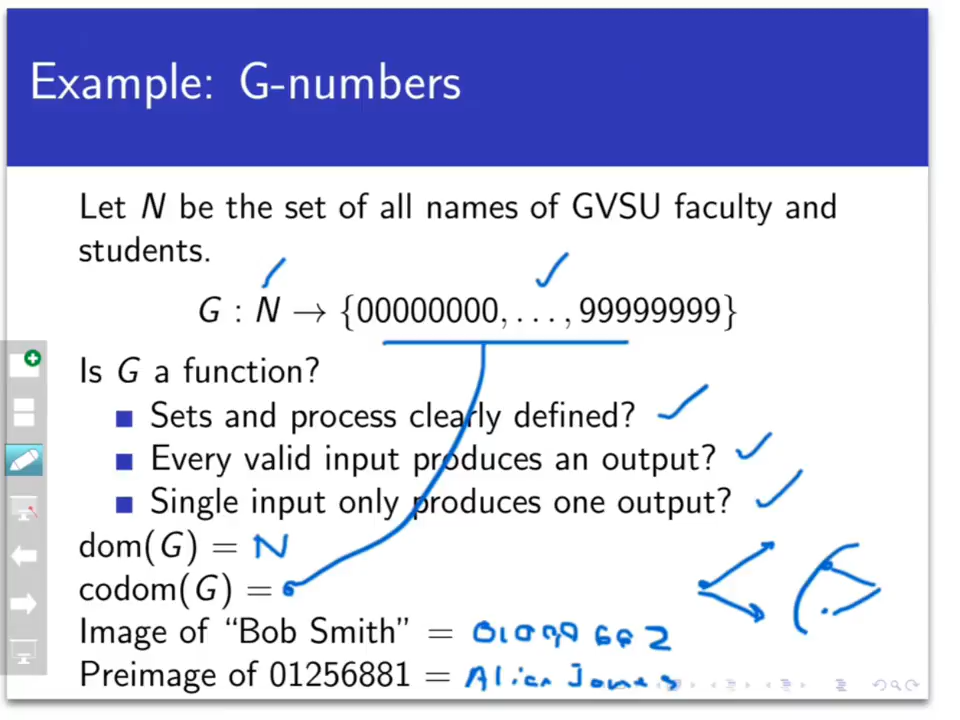 Example: G-numbers
Let N be the set of all names of GVSU faculty and
students.
G : N → {00000000, . . . , 99999999}
Is G a function?
Sets and process clearly defined?
Every valid input produces an output?
Single input only produces one output?
dom(G) = N
codom(G) =
Image of “Bob Smith” =
Preimage of 01256881 = Alice Jones